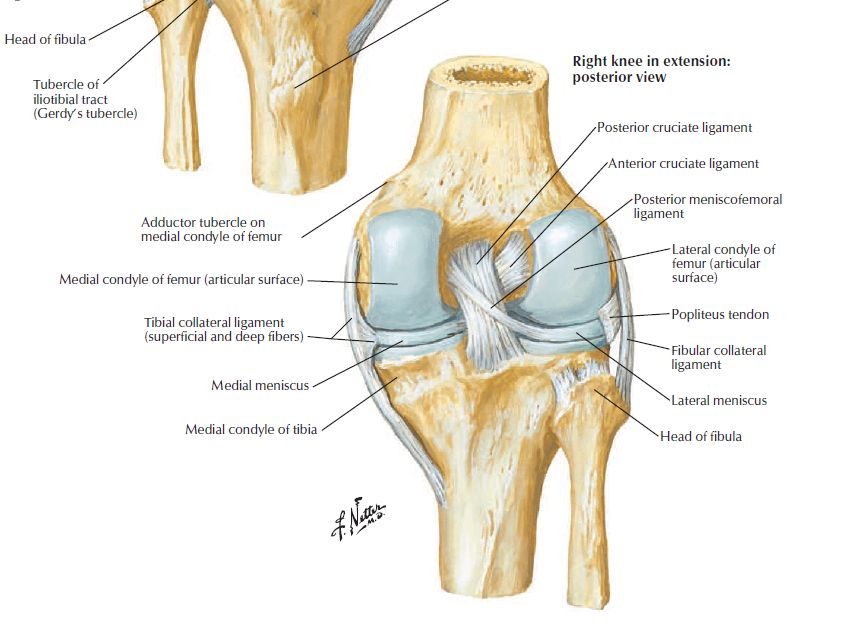 Head of fibula
Tubercle of
iliotibial tract
(Gerdy's tubercle)
Right knee in extension:
posterior view
Posterior cruciate ligament
Anterior cruciate ligament
Posterior meniscofemoral
ligament
Adductor tubercle on
medial condyle of femur
Lateral condyle of
femur (articular
surface)
Medial condyle of femur (articular surface)
Tibial collateral ligament
(superficial and deep fibers)
Popliteus tendon
Fibular collateral
ligament
Medial meniscus
Lateral meniscus
Medial condyle of tibia
Head of fibula
F. Netter
M.D.